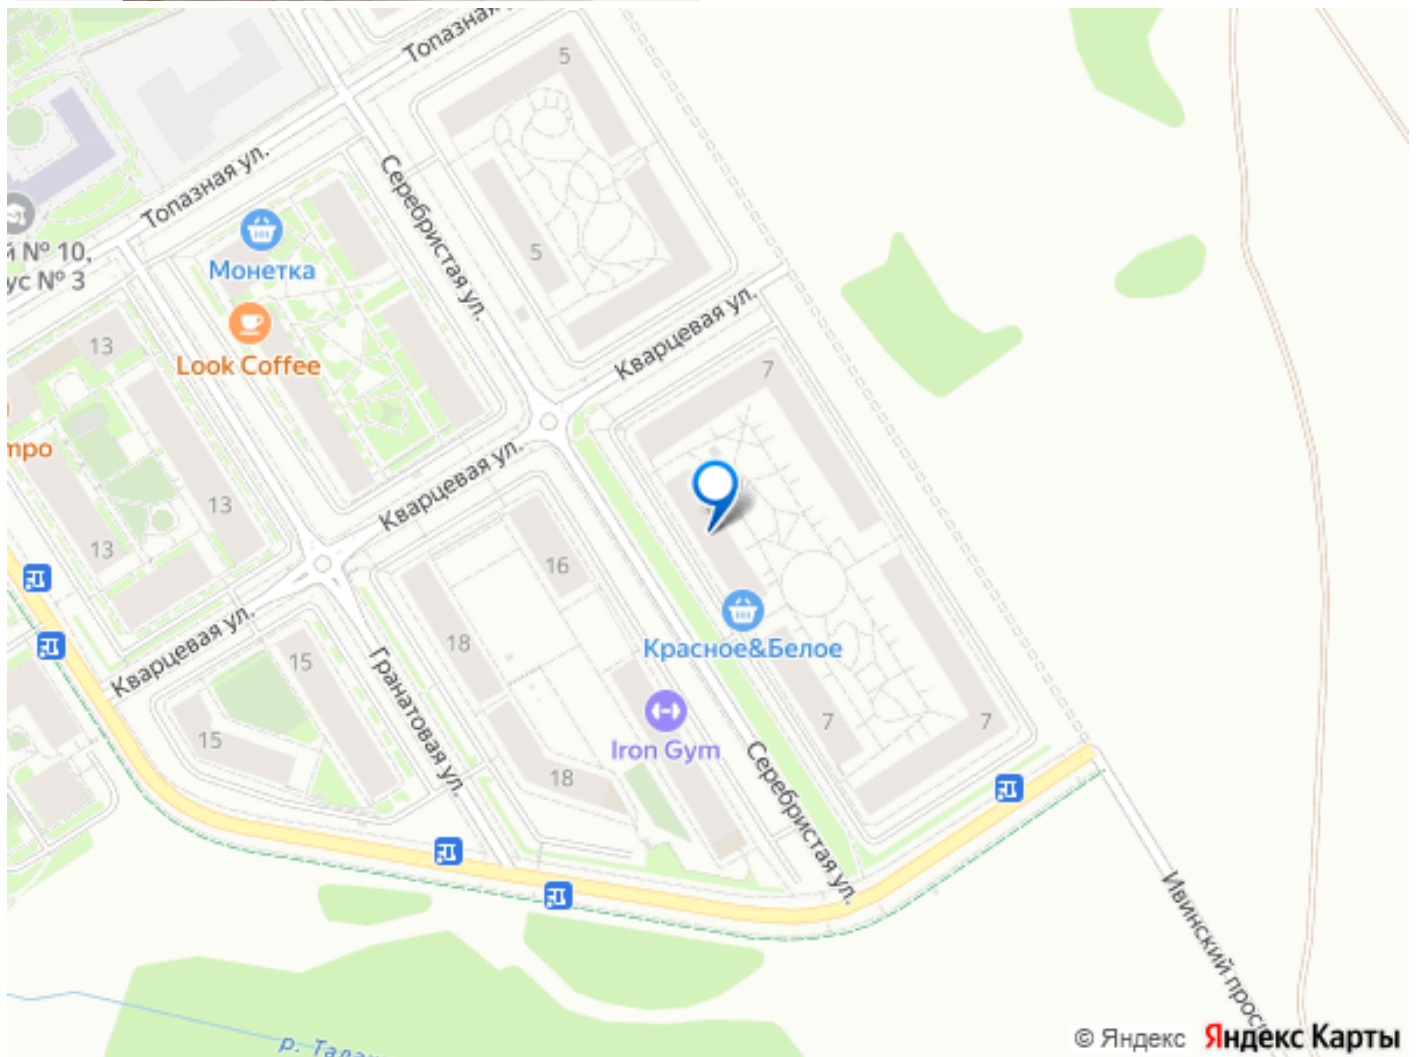 Топазная
5
Топазная ул.
Серебристая ул.
№ 10,
№ 3
Монетка
5
Кварцевая ул.
Look Coffee
13
7
Кварцевая ул.
13
13
16
Красное&Белое
18
15
Кварцевая ул.
Гранатовая ул.
Iron Gym
7
7
15
18
Серебристая ул.
Ивинский
р.
© Яндекс Яндекс Карты